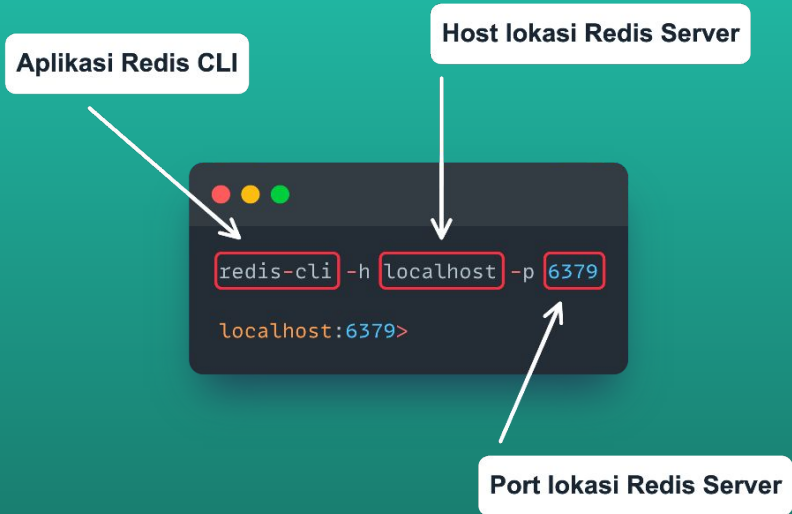 Host lokasi Redis Server
Aplikasi Redis CLI
redis-cli -h localhost -p 6379
localhost:6379>
Port lokasi Redis Server